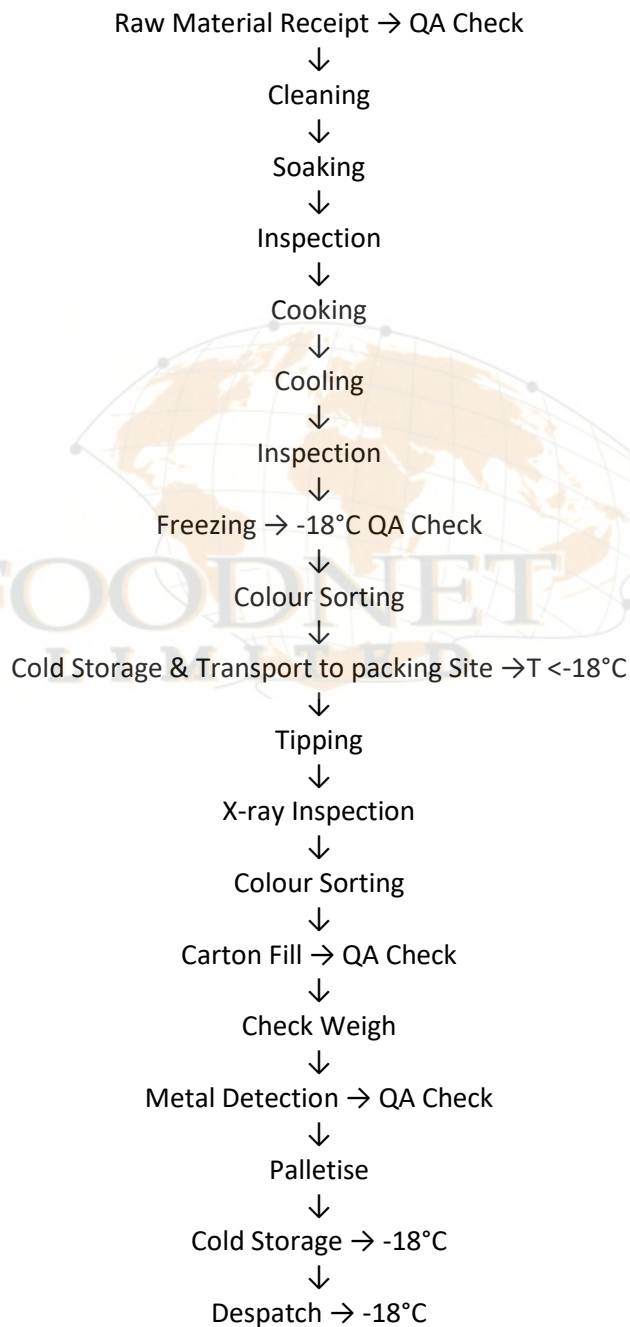 Raw Material Receipt → QA Check
↓
Cleaning
↓
Soaking
↓
Inspection
↓
Cooking
↓
Cooling
↓
Inspection
↓
Freezing → -18°C QA Check
↓
Colour Sorting
↓
Cold Storage & Transport to packing Site →T <-18°C
↓
Tipping
↓
X-ray Inspection
↓
Colour Sorting
↓
Carton Fill → QA Check
↓
Check Weigh
↓
Metal Detection → QA Check
↓
Palletise
↓
Cold Storage → -18°C
↓
Despatch → -18°C
FOODNET
LIMITED